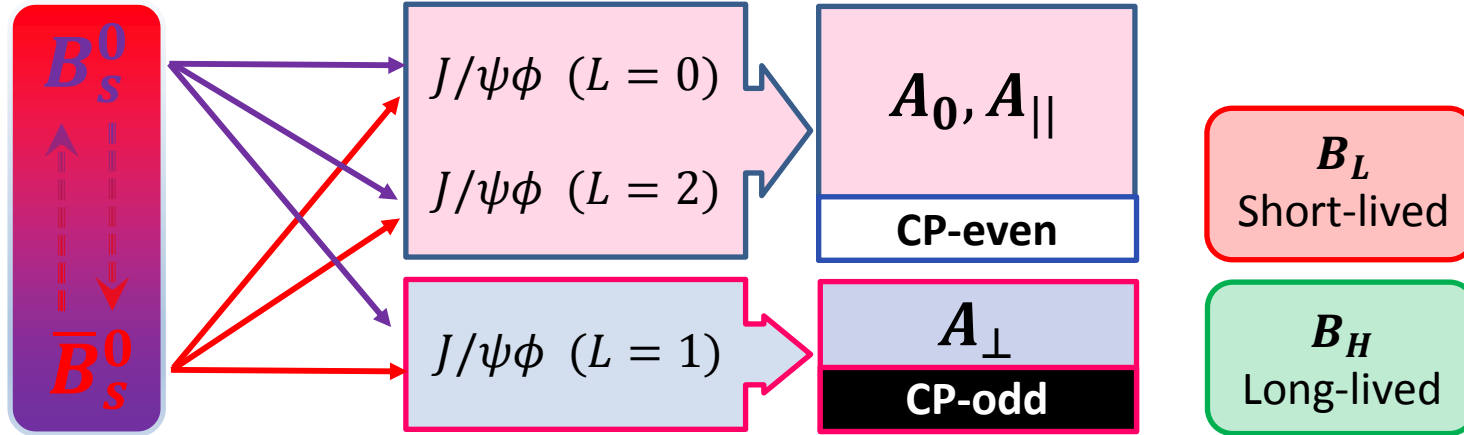 B_s^0
B̅_s^0
J/ψϕ (L = 0)
J/ψϕ (L = 2)
J/ψϕ (L = 1)
A_0, A_||
CP-even
A_⊥
CP-odd
B_L
Short-lived
B_H
Long-lived